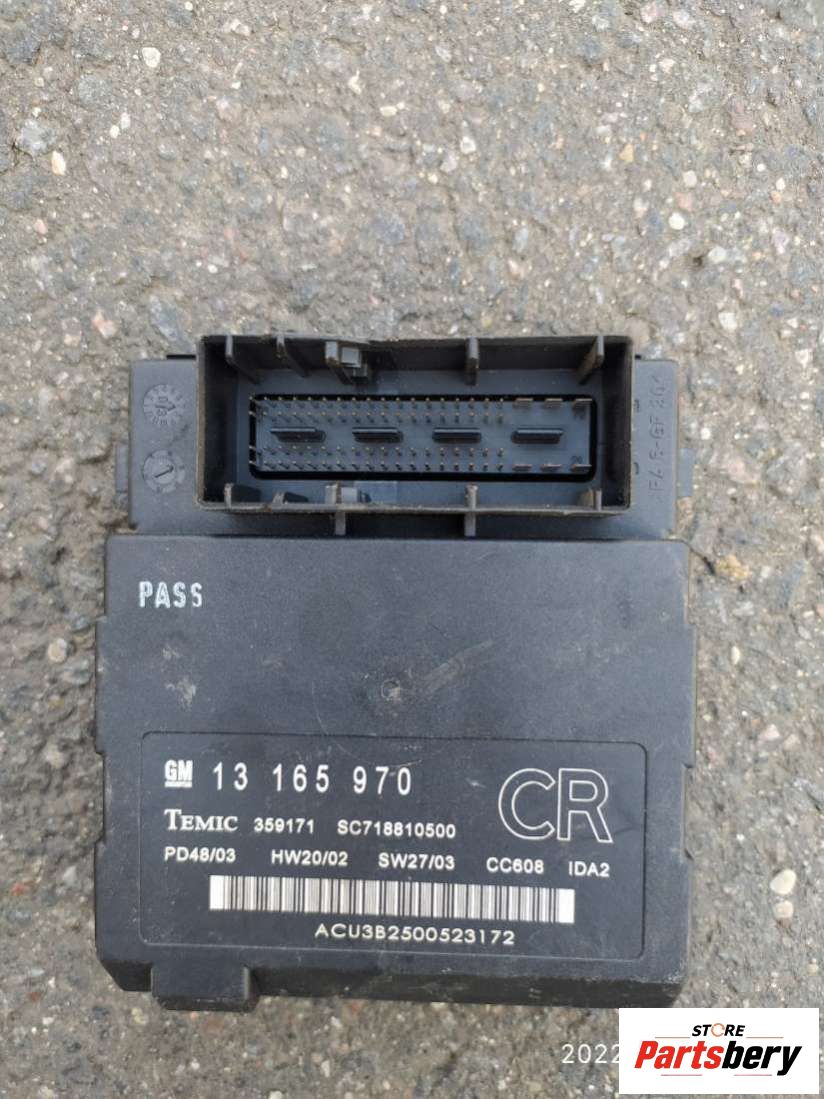 PASS
GM 13 165 970 CR
TEMIC 359171 SC718810500
PD48/03 HW20/02 SW27/03 CC608 IDA2
ACU3B2500523172
2022
STORE
Partsbery